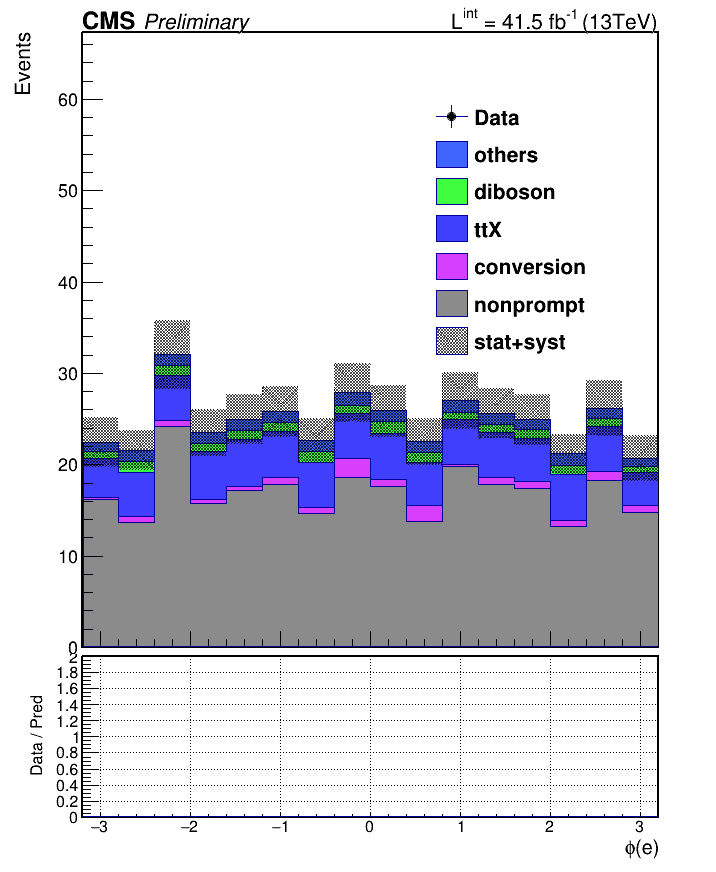 CMS Preliminary
L^int = 41.5 fb^-1 (13TeV)
Events
60
50
40
30
20
10
0
Data
others
diboson
ttX
conversion
nonprompt
stat+syst
Data / Pred
2
1.8
1.6
1.4
1.2
1
0.8
0.6
0.4
0.2
0
−3 −2 −1 0 1 2 3
ϕ(e)